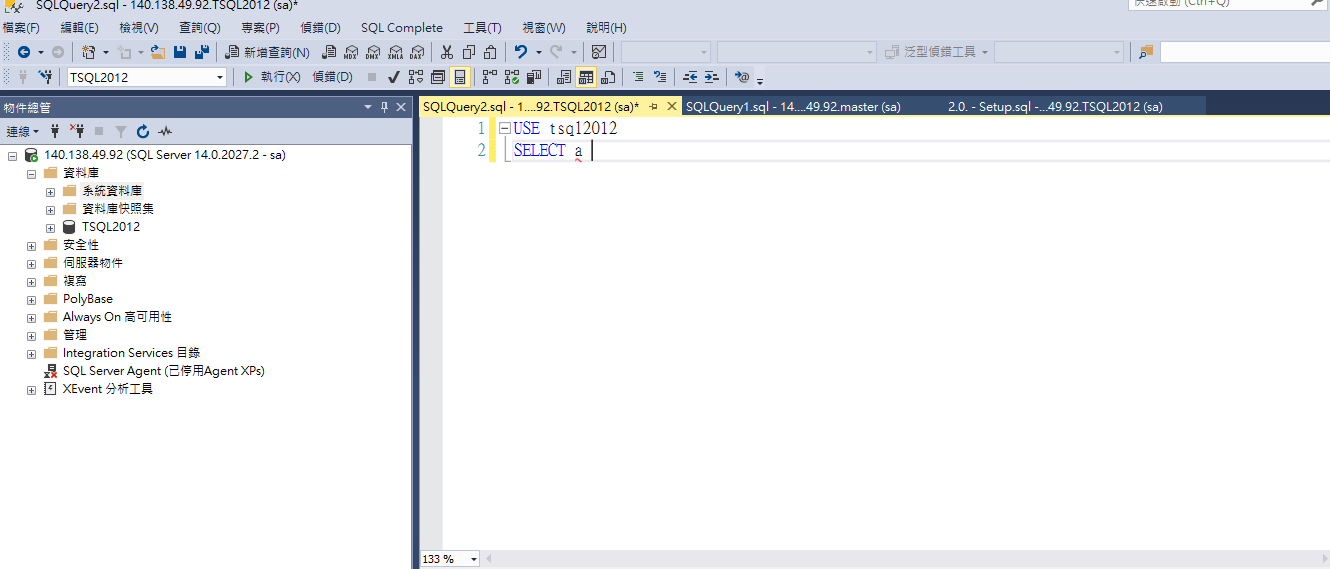 SQLQuery2.sql - 140.138.49.92.TSQL2012 (sa)*
快速啟動 (Ctrl+Q)
檔案(F) 編輯(E) 檢視(V) 查詢(Q) 專案(P) 偵錯(D) SQL Complete 工具(T) 視窗(W) 說明(H)
新增查詢(N) MDX DMX XMLA DAX 泛型偵錯工具
TSQL2012 執行(X) 偵錯(D)
物件總管
SQLQuery2.sql - 1....92.TSQL2012 (sa)* SQLQuery1.sql - 14....49.92.master (sa) 2.0. - Setup.sql -...49.92.TSQL2012 (sa)
連線
1 USE tsql2012
2 SELECT a
140.138.49.92 (SQL Server 14.0.2027.2 - sa)
資料庫
系統資料庫
資料庫快照集
TSQL2012
安全性
伺服器物件
複寫
PolyBase
Always On 高可用性
管理
Integration Services 目錄
SQL Server Agent (已停用Agent XPs)
XEvent 分析工具
133 %